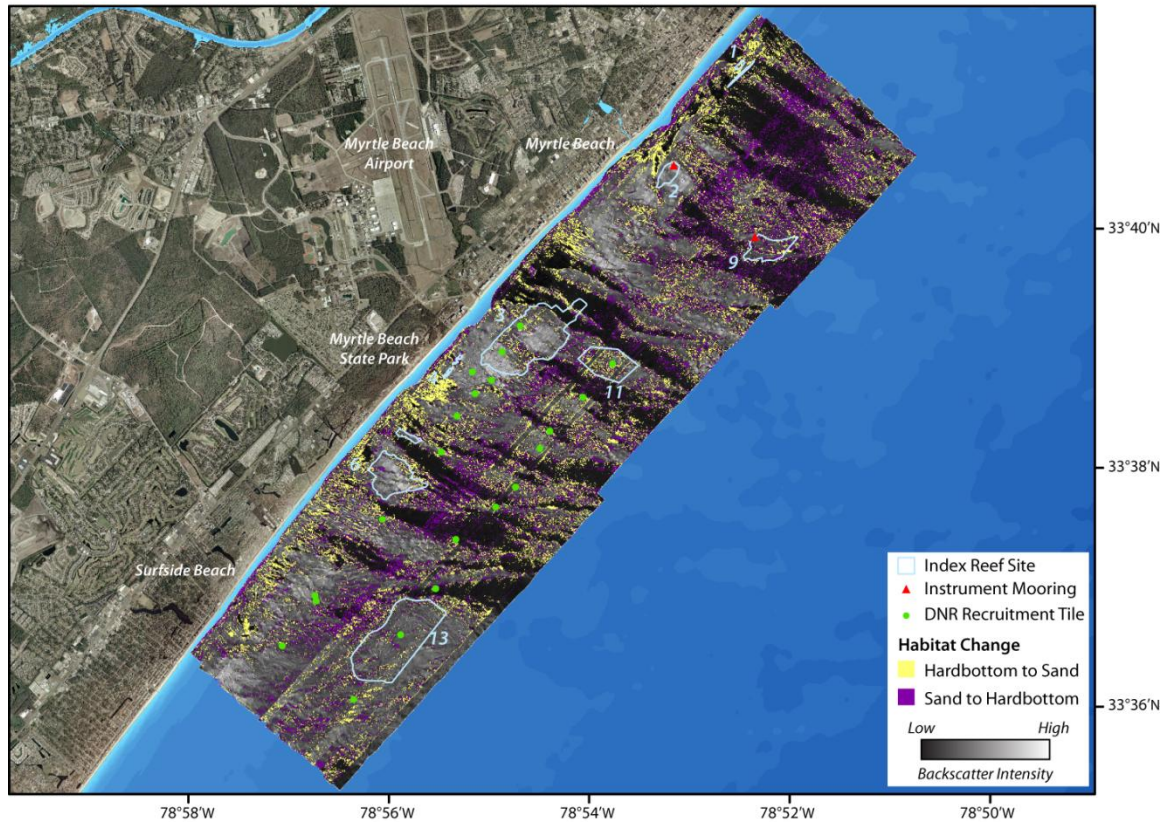 1
Myrtle Beach
Airport
Myrtle Beach
2
33°40'N
9
3
Myrtle Beach
State Park
11
33°38'N
6
Surfside Beach
Index Reef Site
Instrument Mooring
DNR Recruitment Tile
13
Habitat Change
Hardbottom to Sand
33°36'N
Sand to Hardbottom
Low
High
Backscatter Intensity
78°58'W
78°56'W
78°54'W
78°52'W
78°50'W